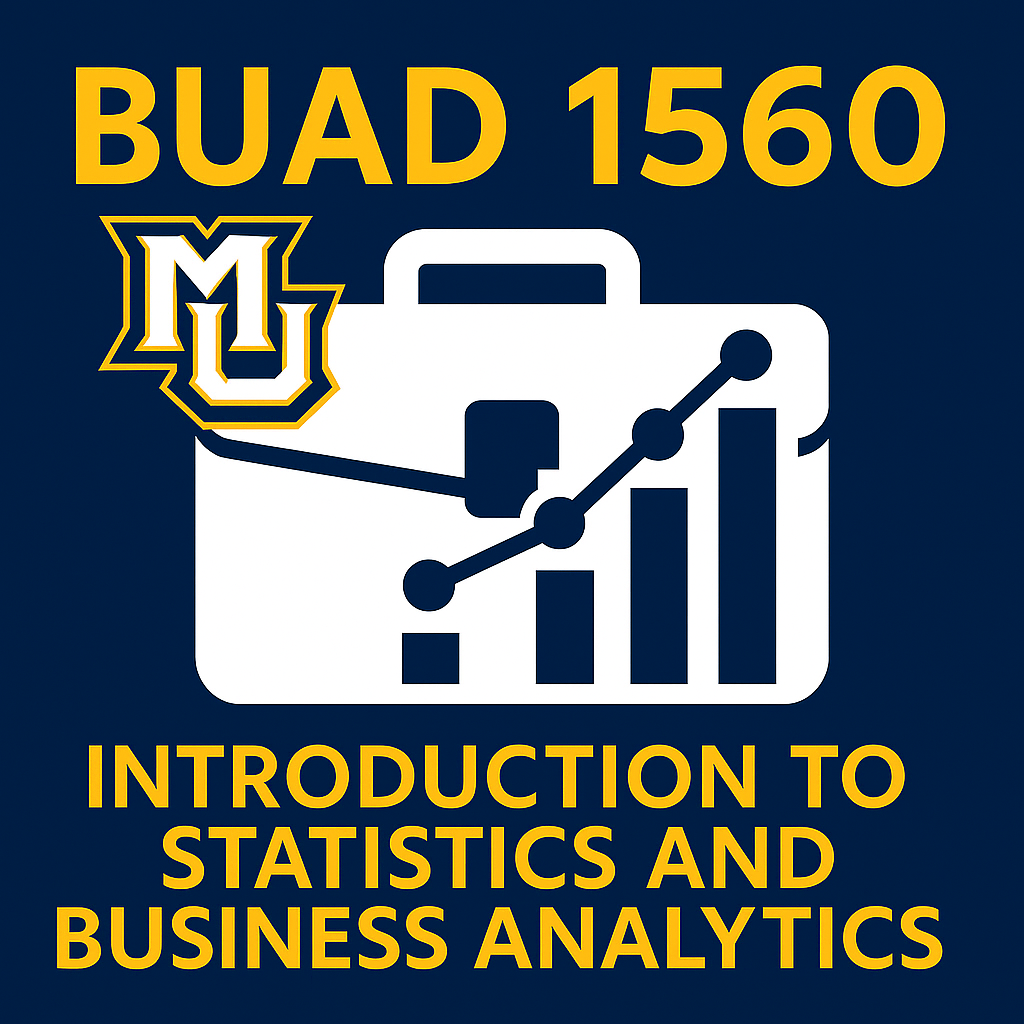 BUAD 1560
MU
INTRODUCTION TO
STATISTICS AND
BUSINESS ANALYTICS